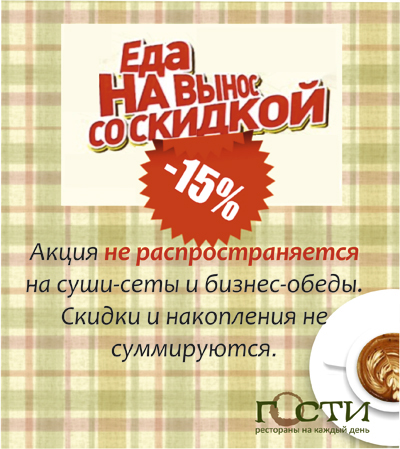 Еда
НА ВЫНОС
СО СКИДКОЙ
-15%
Акция не распространяется
на суши-сеты и бизнес-обеды.
Скидки и накопления не
суммируются.
ГОСТИ
рестораны на каждый день